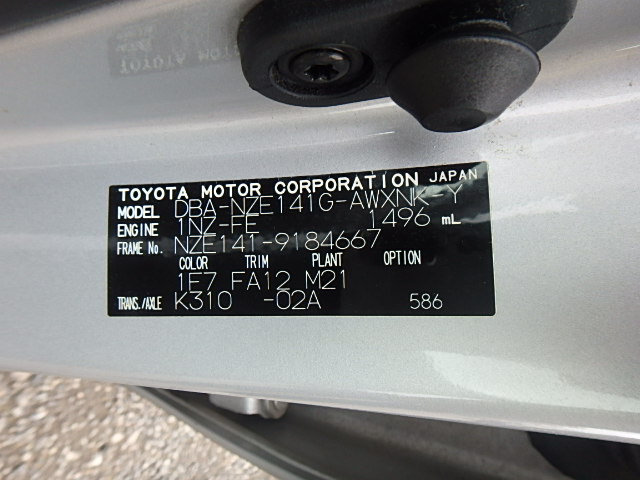 TOYOTA MOTOR CORPORATION JAPAN
MODEL DBA-NZE141G-AWXNK-Y
ENGINE 1NZ-FE 1496 mL
FRAME No. NZE141-9184667
COLOR TRIM PLANT OPTION
1F7 FA12 M21
TRANS./AXLE K310 -02A 586